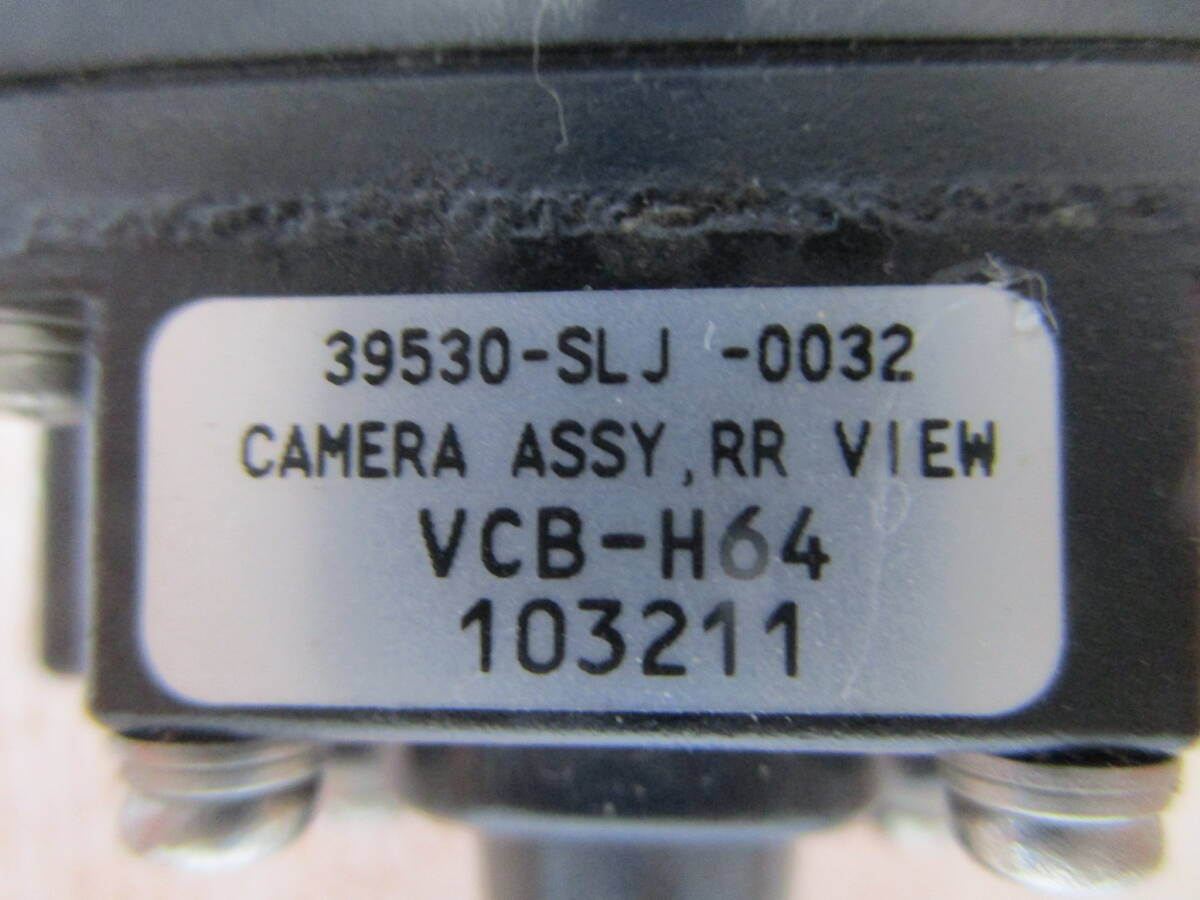 39530-SLJ -0032
CAMERA ASSY, RR VIEW
VCB-H64
103211